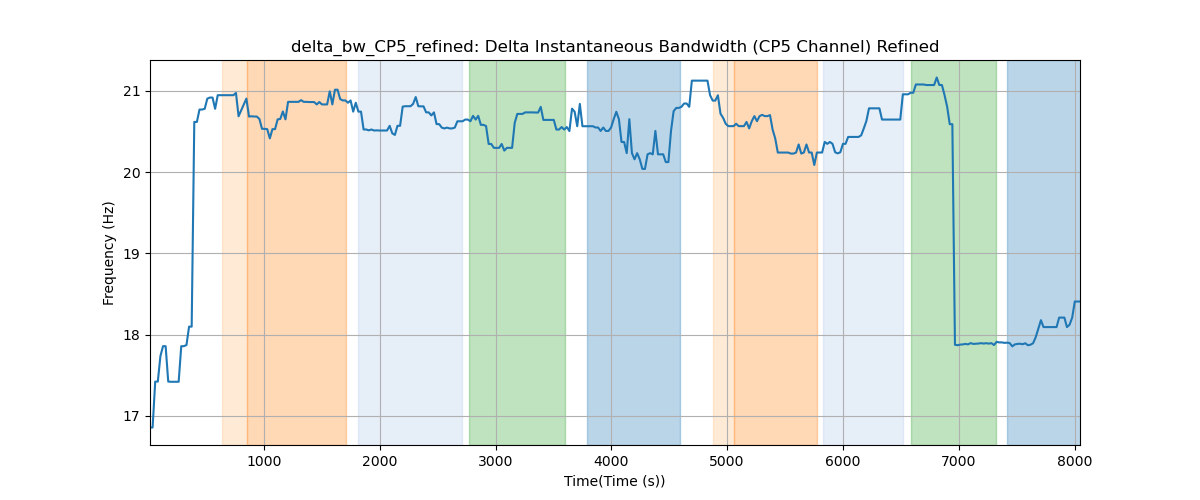 delta_bw_CP5_refined: Delta Instantaneous Bandwidth (CP5 Channel) Refined
21
20
19
18
17
Frequency (Hz)
1000 2000 3000 4000 5000 6000 7000 8000
Time(Time (s))